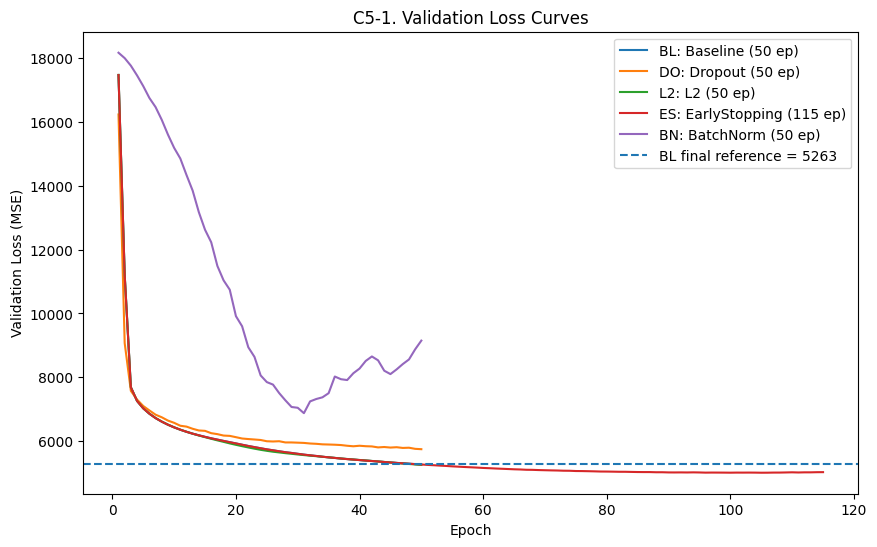 C5-1. Validation Loss Curves
18000
16000
14000
12000
10000
8000
6000
Validation Loss (MSE)
BL: Baseline (50 ep)
DO: Dropout (50 ep)
L2: L2 (50 ep)
ES: EarlyStopping (115 ep)
BN: BatchNorm (50 ep)
BL final reference = 5263
0 20 40 60 80 100 120
Epoch